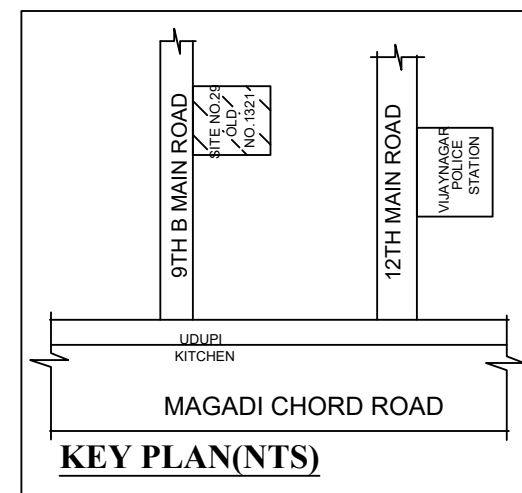 9TH B MAIN ROAD
SITE NO.29
OLD
NO.1321
12TH MAIN ROAD
VIJAYNAGAR
POLICE
STATION
UDUPI
KITCHEN
MAGADI CHORD ROAD
KEY PLAN(NTS)